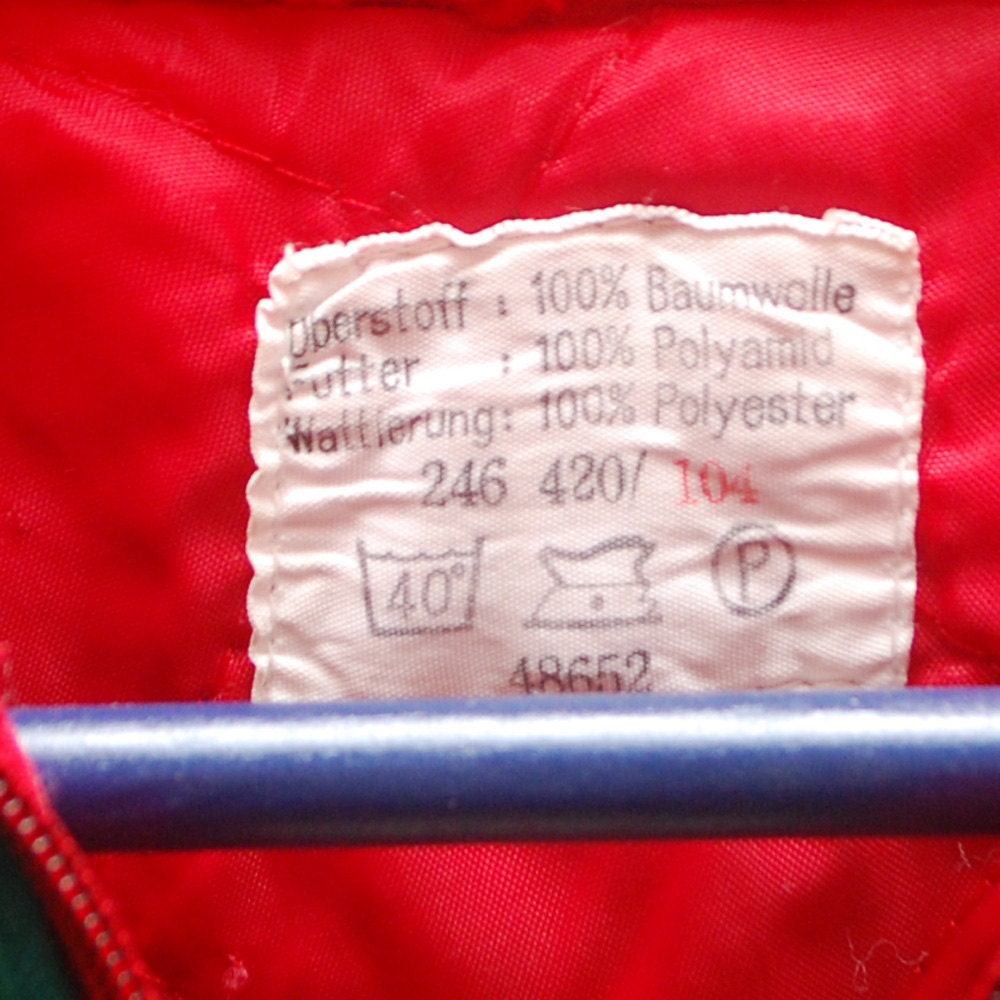 Oberstoff : 100% Baumwolle
Futter : 100% Polyamid
Wattierung: 100% Polyester
246 420/ 104
40°
P
48652